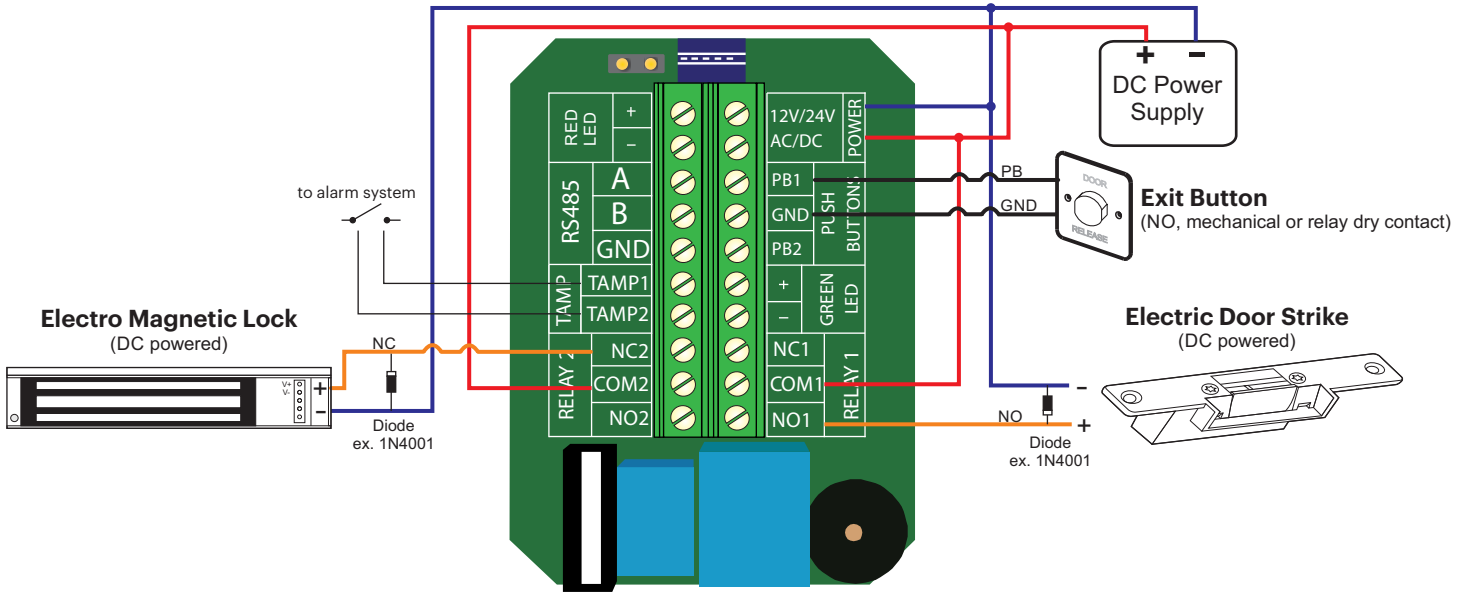 + −
DC Power
Supply
RED
LED
+
−
12V/24V
AC/DC
POWER
RS485
A
B
GND
PB1
GND
PB2
PUSH
BUTTONS
PB
GND
DOOR
RELEASE
Exit Button
(NO, mechanical or relay dry contact)
to alarm system
TAMP
TAMP1
TAMP2
+
−
GREEN
LED
Electro Magnetic Lock
(DC powered)
NC
V+
V-
+
−
Diode
ex. 1N4001
RELAY 2
NC2
COM2
NO2
NC1
COM1
NO1
RELAY 1
Electric Door Strike
(DC powered)
-
NO
+
Diode
ex. 1N4001